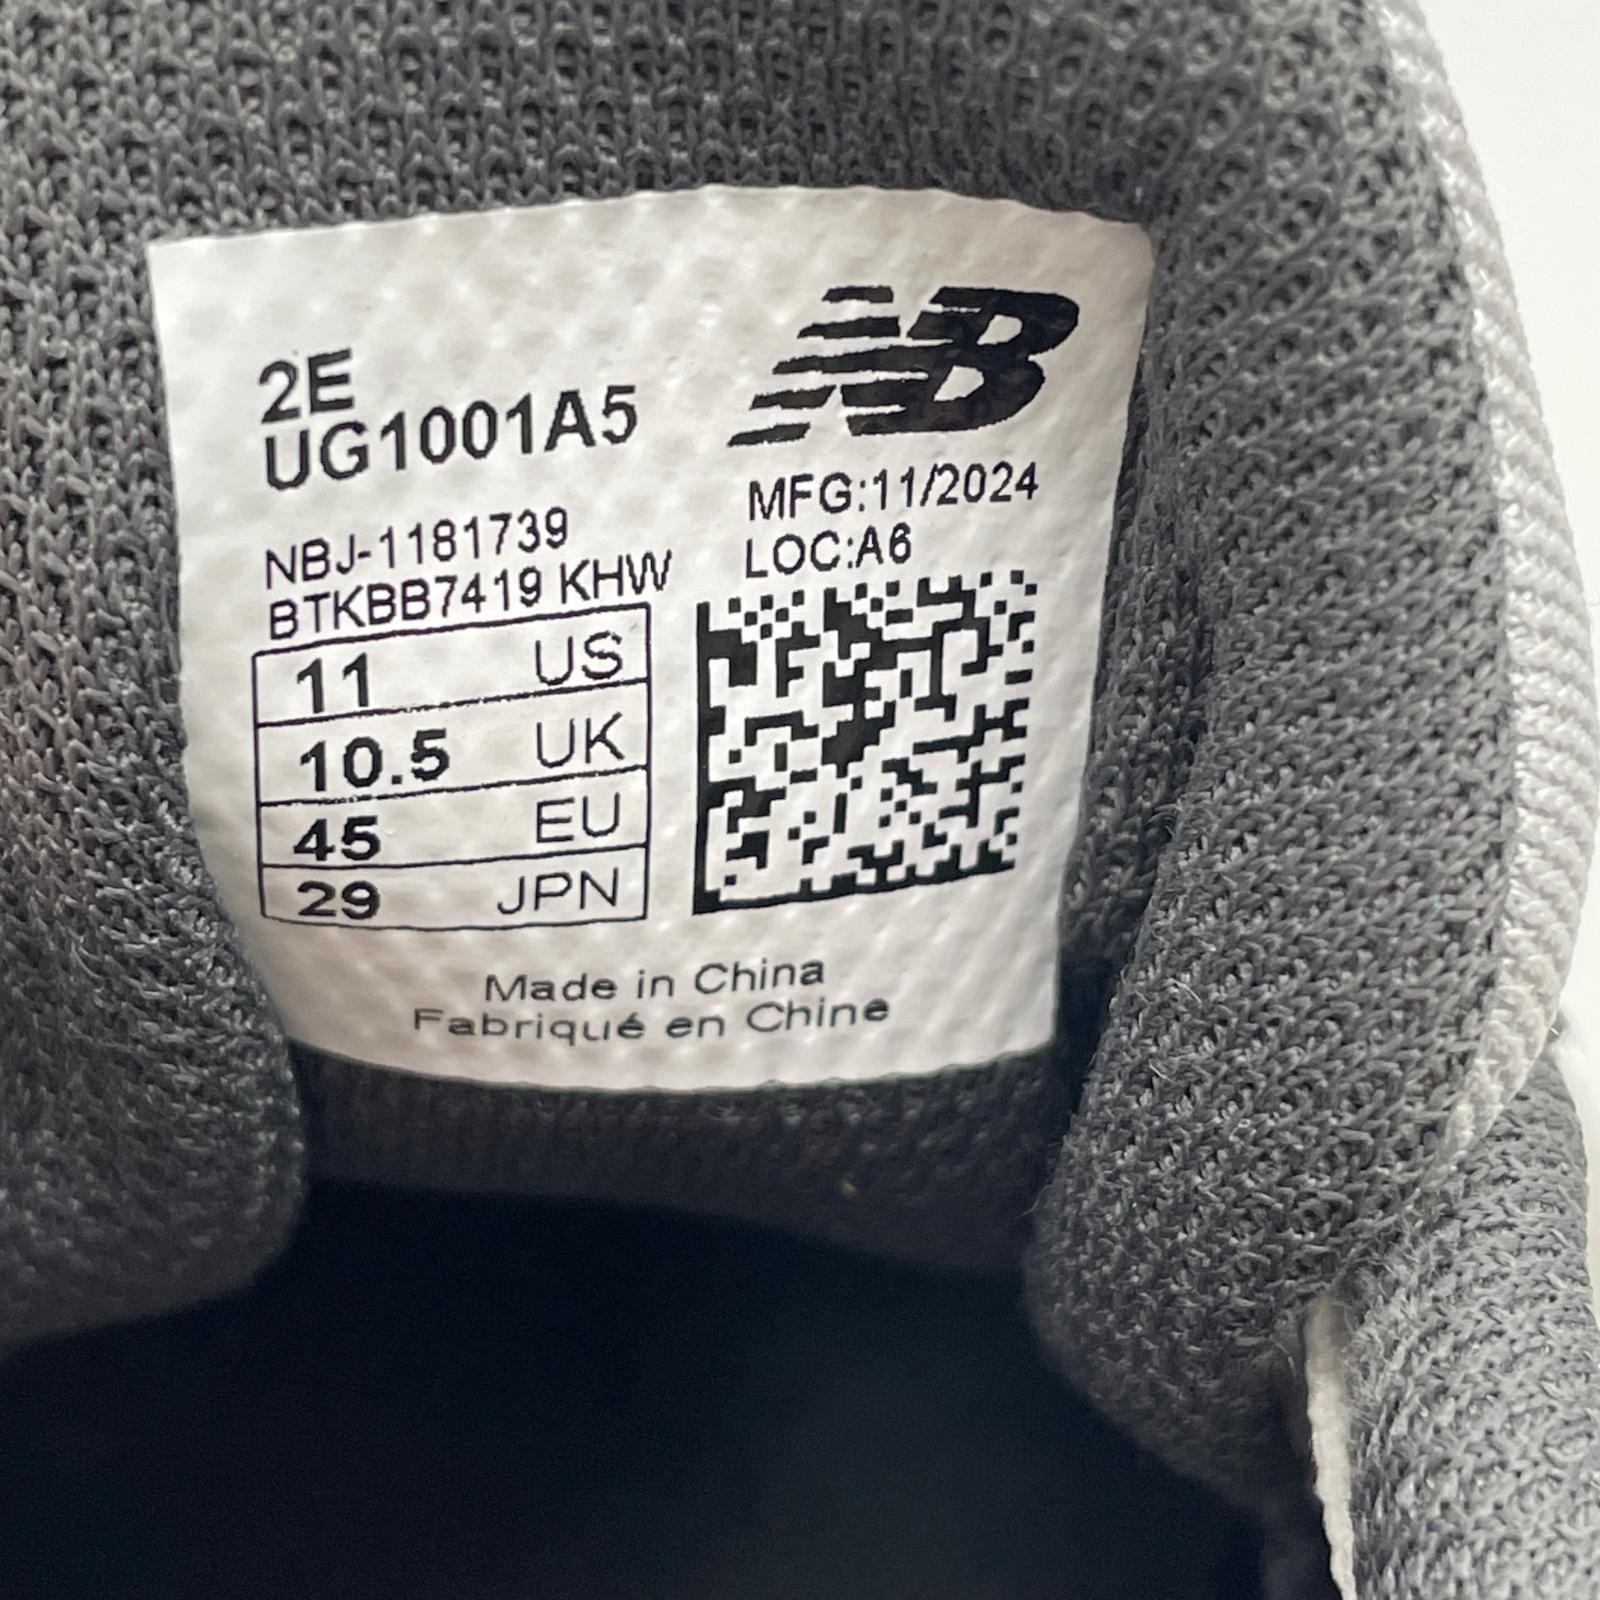 NB
2E
UG1001A5
MFG:11/2024
LOC:A6
NBJ-1181739
BTKBB7419 KHW
11 US
10.5 UK
45 EU
29 JPN
Made in China
Fabriqué en Chine